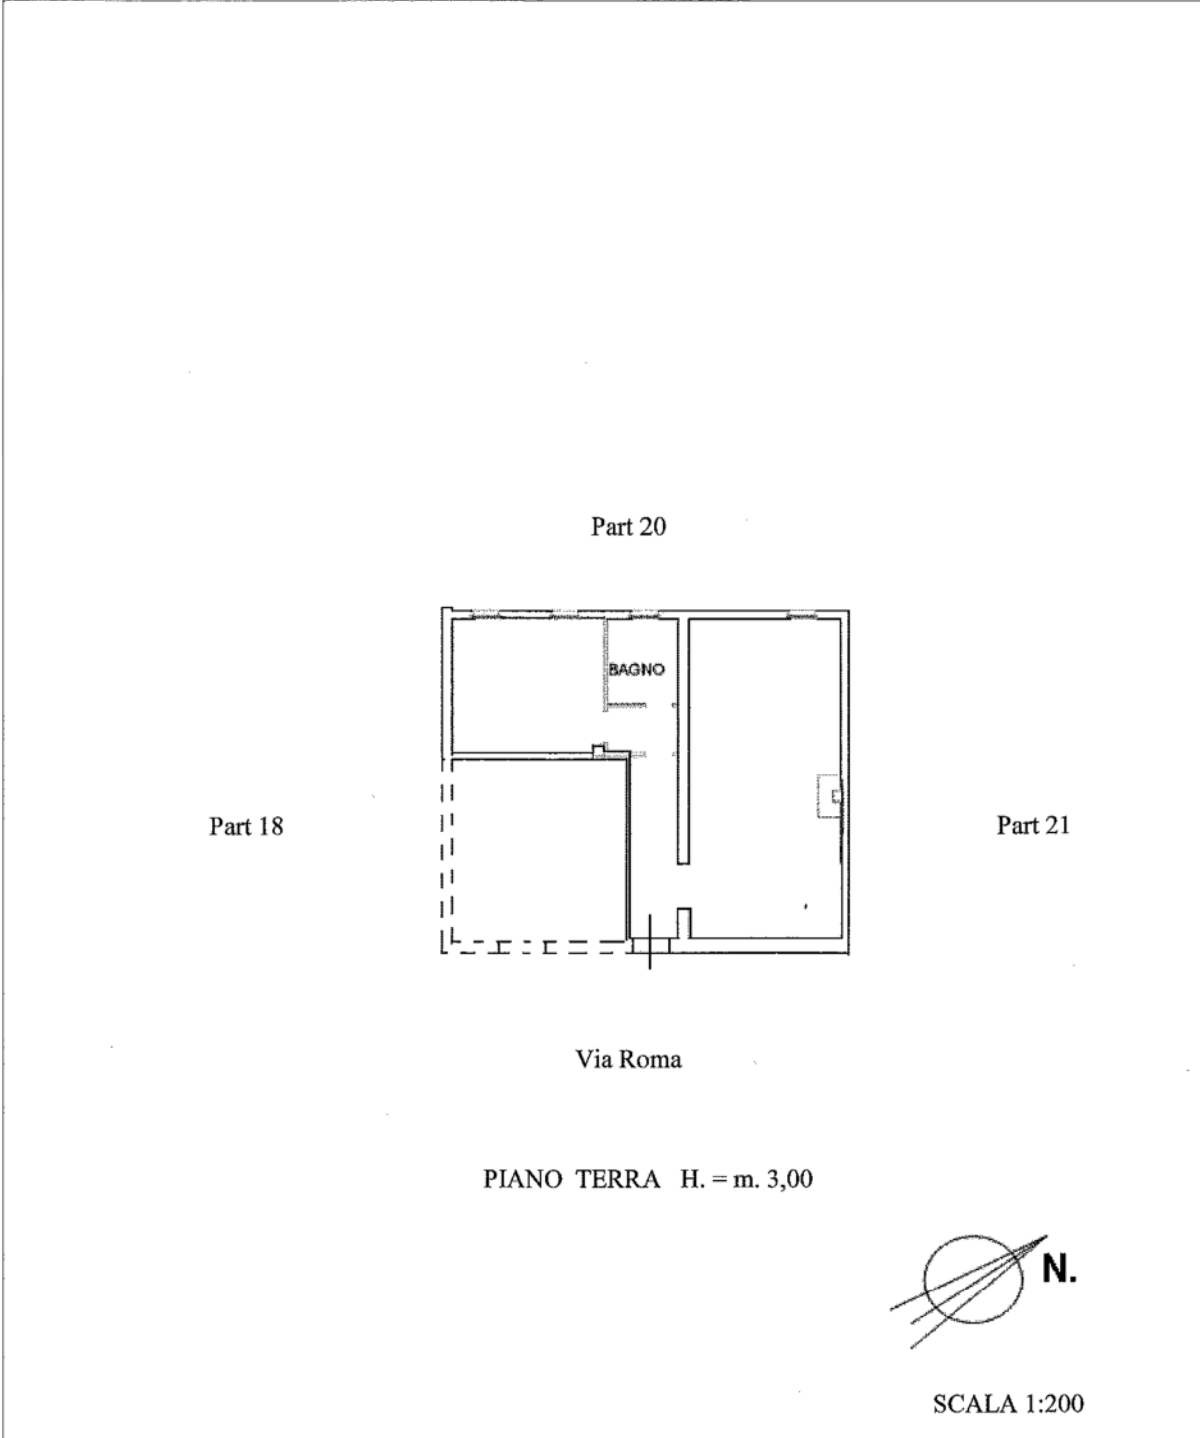 Part 20
BAGNO
Part 18
Part 21
Via Roma
PIANO TERRA H. = m. 3,00
N.
SCALA 1:200